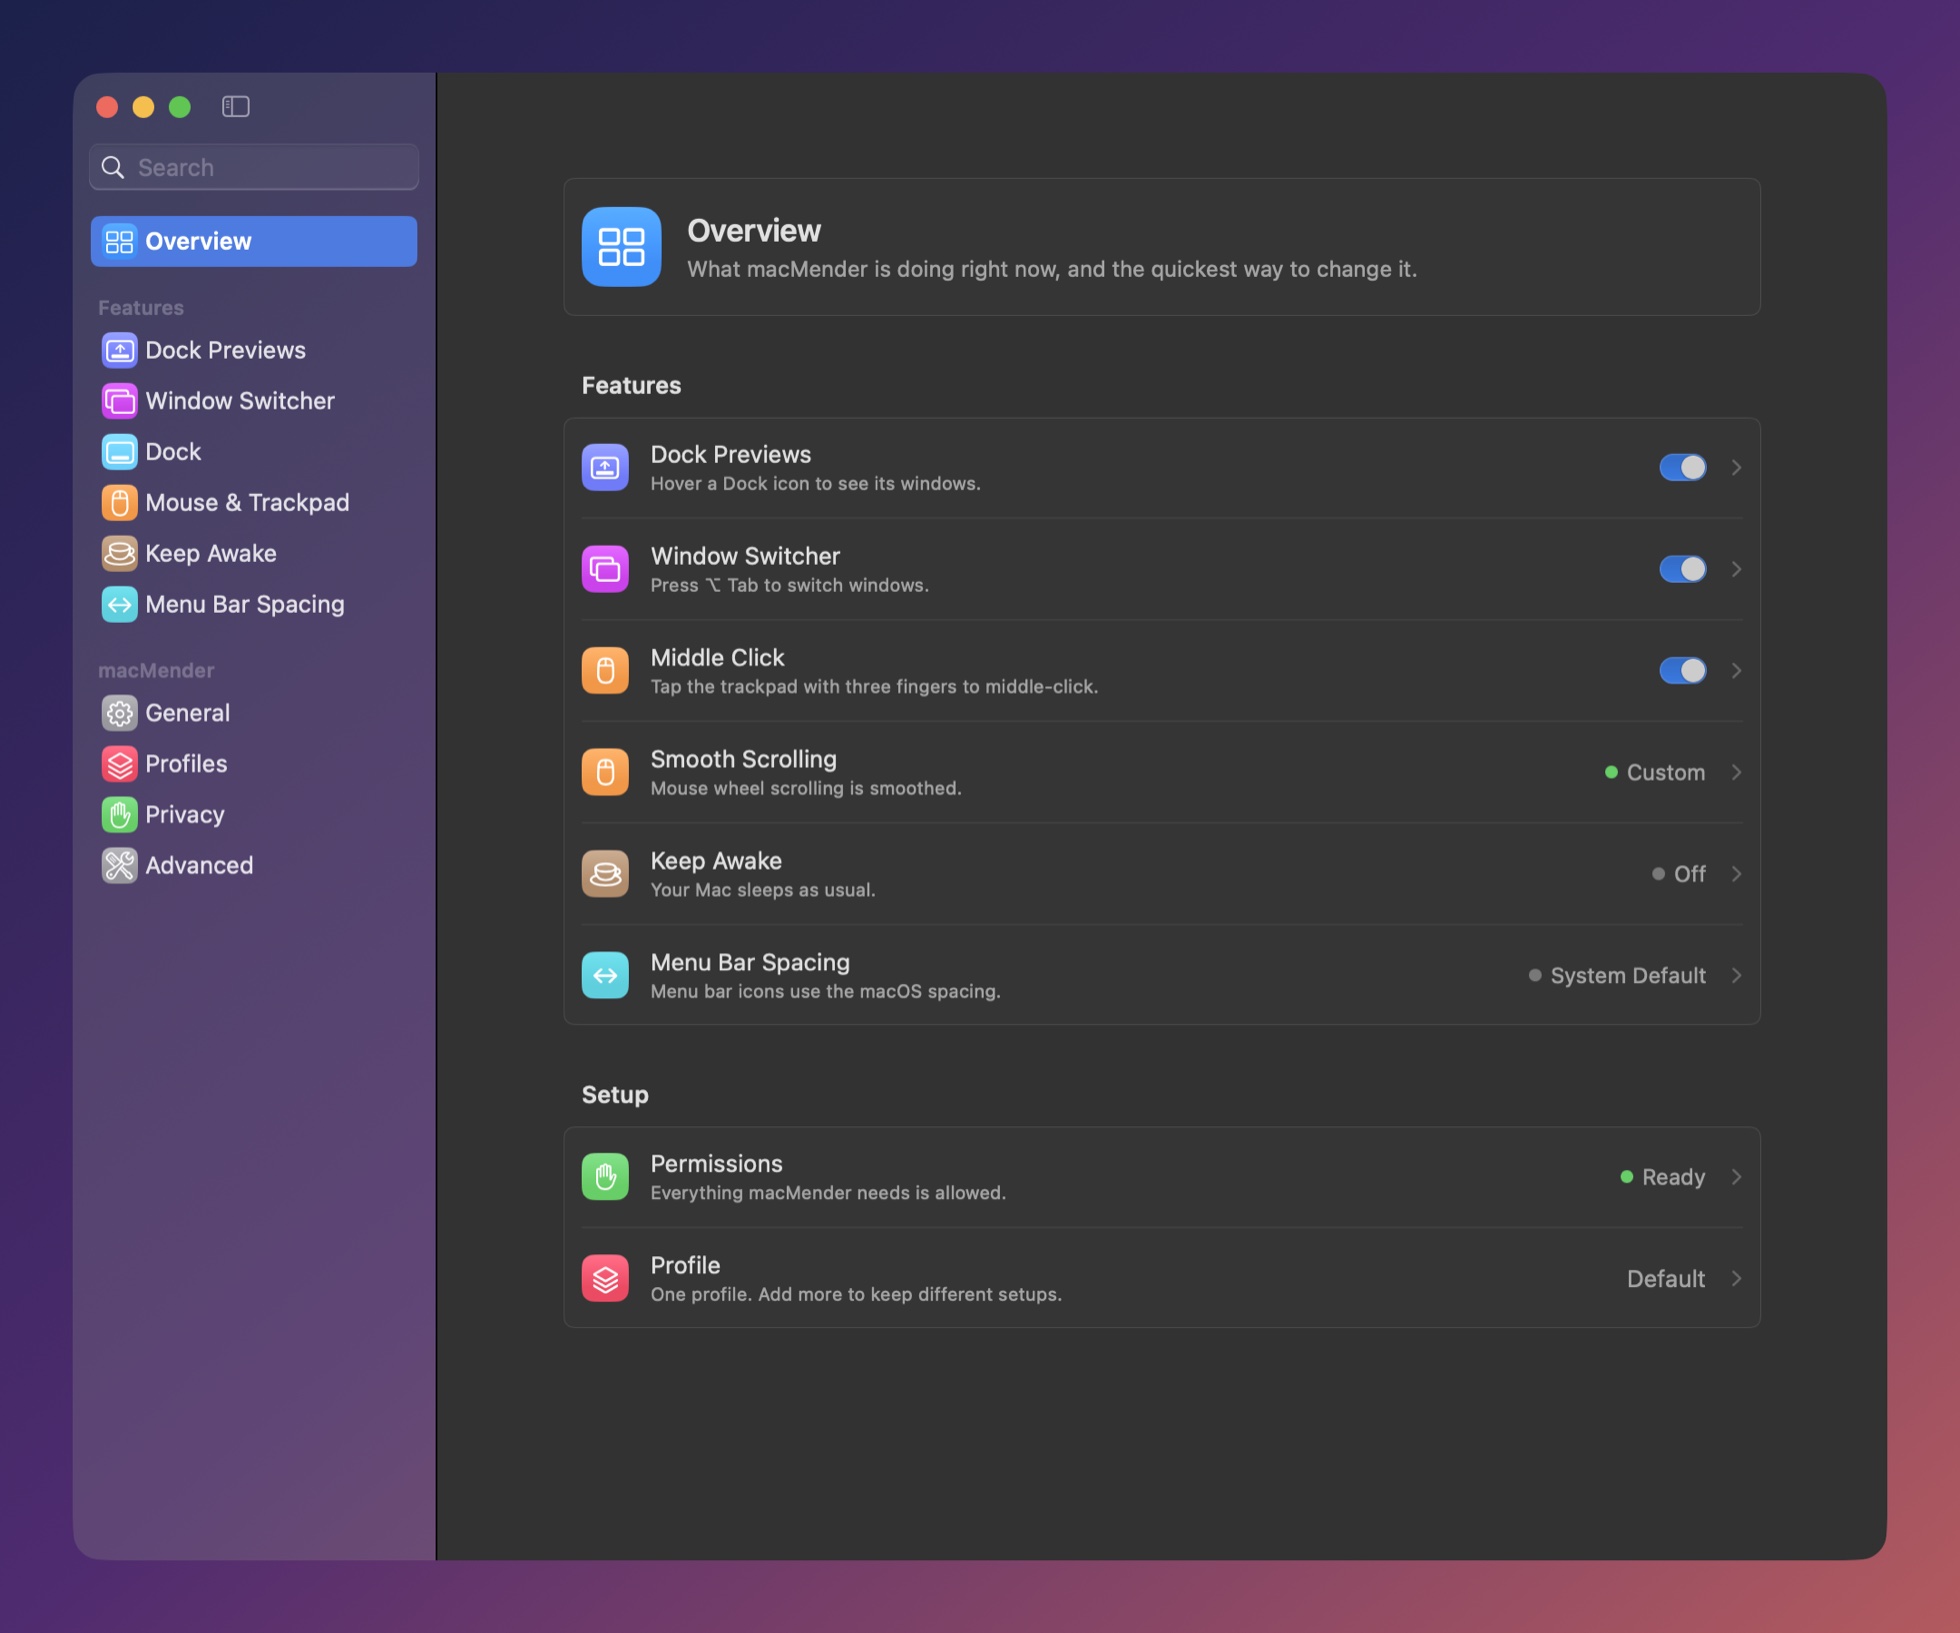 Search
Overview
Features
Dock Previews
Window Switcher
Dock
Mouse & Trackpad
Keep Awake
Menu Bar Spacing
macMender
General
Profiles
Privacy
Advanced
Overview
What macMender is doing right now, and the quickest way to change it.
Features
Dock Previews
Hover a Dock icon to see its windows.
Window Switcher
Press ⌥ Tab to switch windows.
Middle Click
Tap the trackpad with three fingers to middle-click.
Smooth Scrolling
Mouse wheel scrolling is smoothed.
Custom
Keep Awake
Your Mac sleeps as usual.
Off
Menu Bar Spacing
Menu bar icons use the macOS spacing.
System Default
Setup
Permissions
Everything macMender needs is allowed.
Ready
Profile
One profile. Add more to keep different setups.
Default